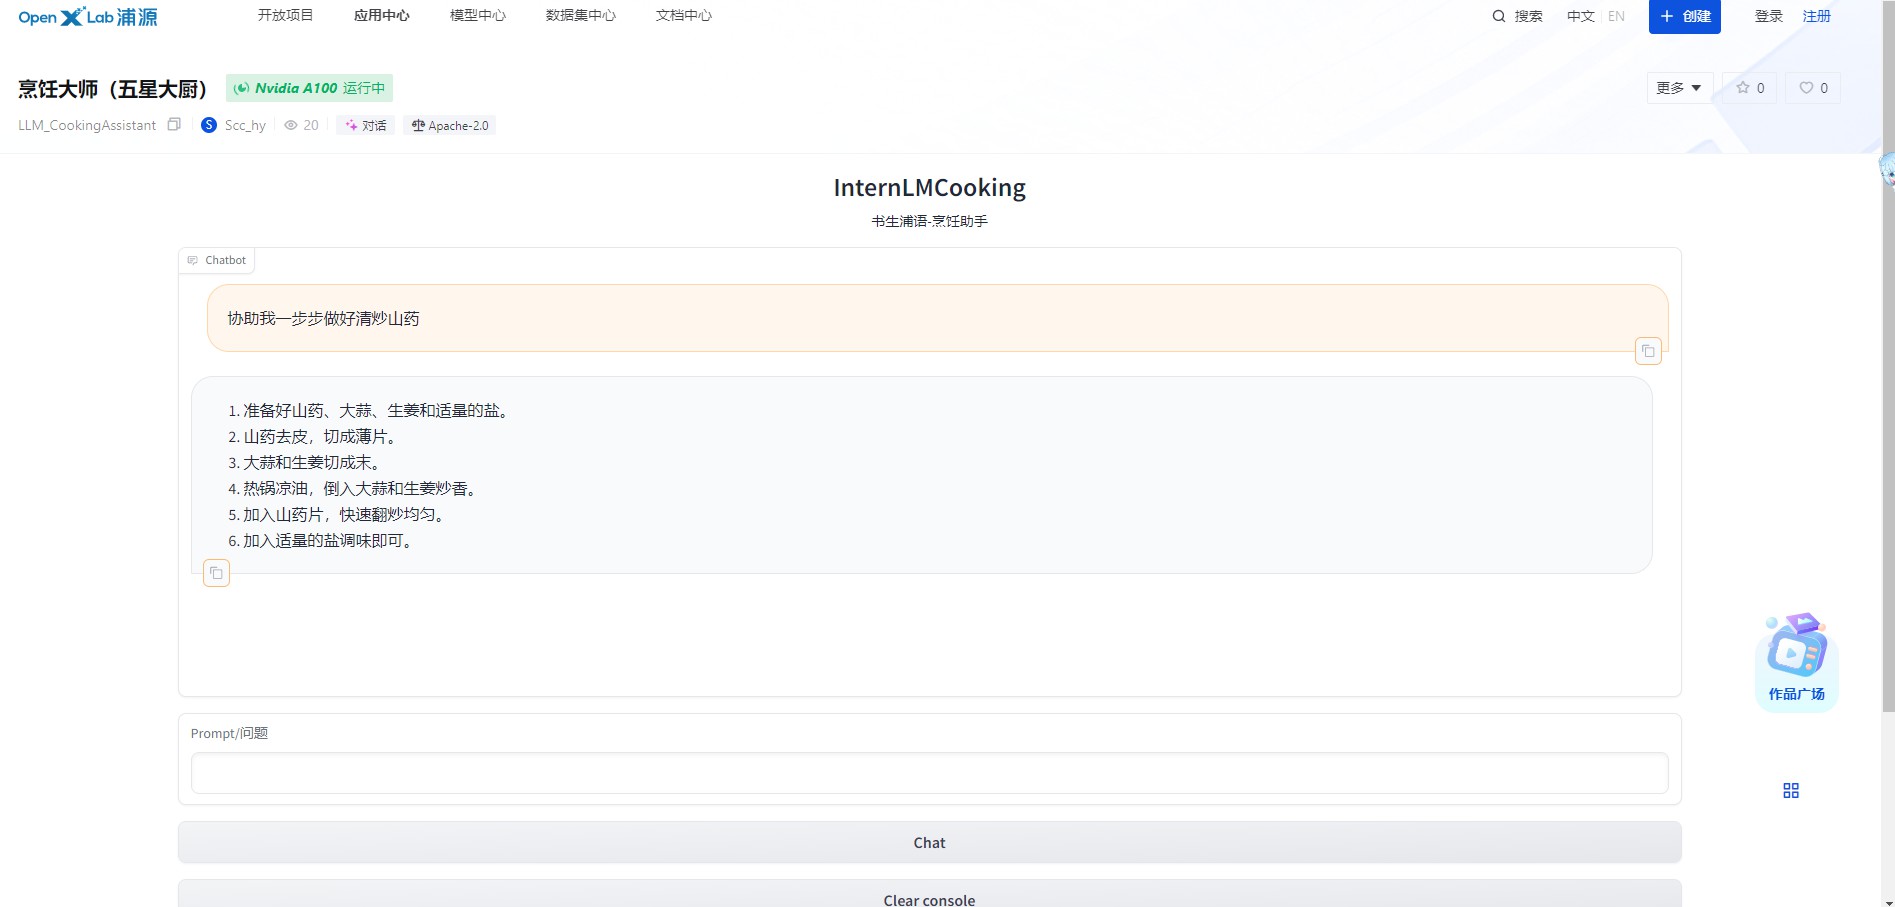 OpenXLab浦源 开放项目 应用中心 模型中心 数据集中心 文档中心 搜索 中文 EN + 创建 登录 注册
烹饪大师（五星大厨） Nvidia A100 运行中 更多 0 0
LLM_CookingAssistant S Scc_hy 20 对话 Apache-2.0
InternLMCooking
书生浦语-烹饪助手
Chatbot
协助我一步步做好清炒山药
1. 准备好山药、大蒜、生姜和适量的盐。
2. 山药去皮，切成薄片。
3. 大蒜和生姜切成末。
4. 热锅凉油，倒入大蒜和生姜炒香。
5. 加入山药片，快速翻炒均匀。
6. 加入适量的盐调味即可。
作品广场
Prompt/问题
Chat
Clear console